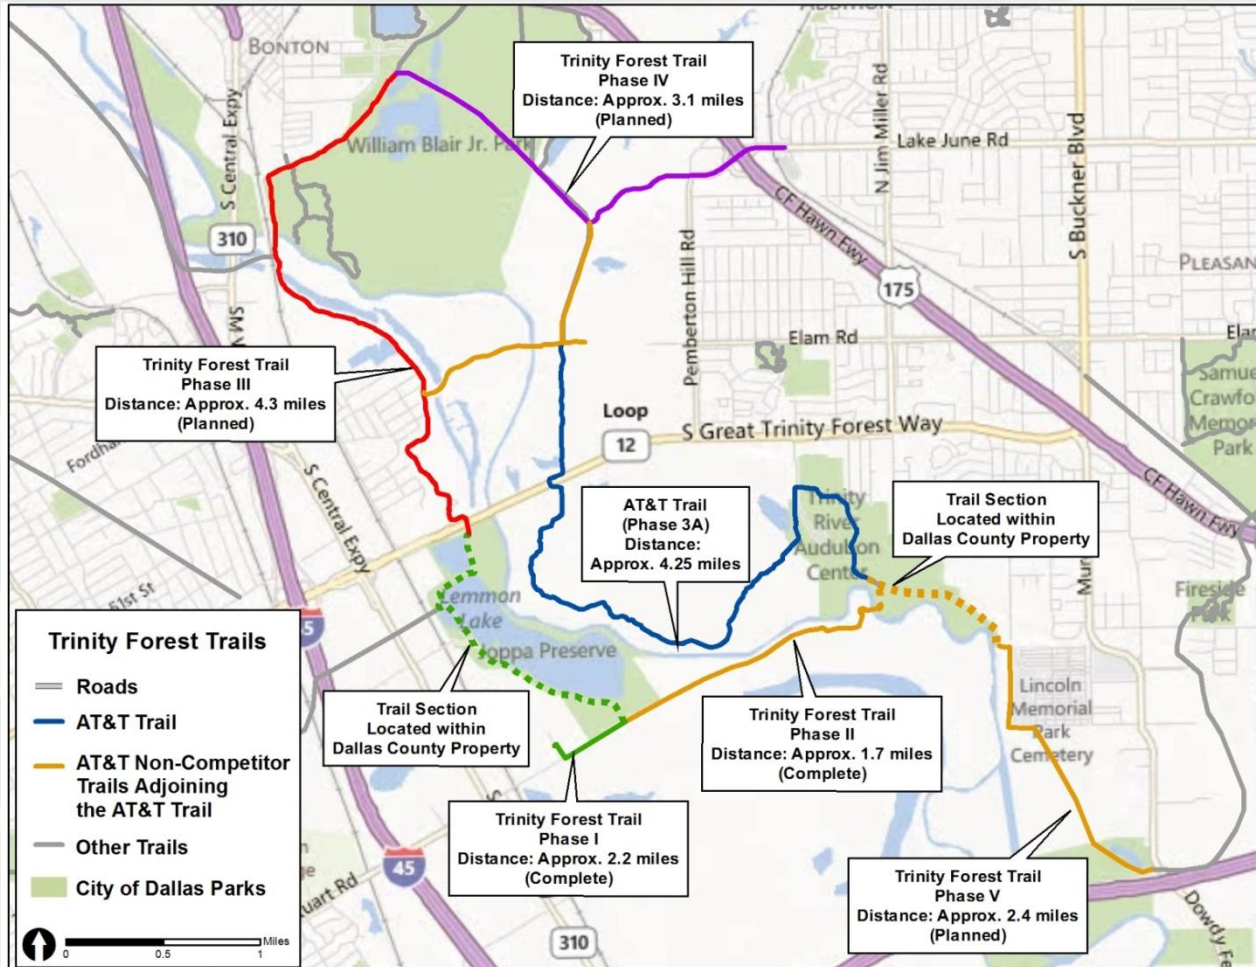 BONTON
Trinity Forest Trail
Phase IV
Distance: Approx. 3.1 miles
(Planned)
S Central Expy
William Blair Jr. Park
N Jim Miller Rd
Lake June Rd
S Buckner Blvd
310
CF Hawn Fwy
175
PLEASAN
Pemberton Hill Rd
Elam Rd
Elam
Trinity Forest Trail
Phase III
Distance: Approx. 4.3 miles
(Planned)
Samue
Crawfo
Memor
Park
Loop
12
S Great Trinity Forest Way
Fordha
S Central Expy
AT&T Trail
(Phase 3A)
Distance:
Approx. 4.25 miles
Trinity
River
Audubon
Center
Trail Section
Located within
Dallas County Property
CF Hawn Fwy
51st St
Lemmon
Lake
Joppa Preserve
Fireside
Park
Trinity Forest Trails
Roads
AT&T Trail
AT&T Non-Competitor
Trails Adjoining
the AT&T Trail
Other Trails
City of Dallas Parks
Miles
0
0.5
1
Trail Section
Located within
Dallas County Property
Lincoln
Memorial
Park
Cemetery
Trinity Forest Trail
Phase II
Distance: Approx. 1.7 miles
(Complete)
Trinity Forest Trail
Phase I
Distance: Approx. 2.2 miles
(Complete)
45
310
Trinity Forest Trail
Phase V
Distance: Approx. 2.4 miles
(Planned)
Dowdy Fe